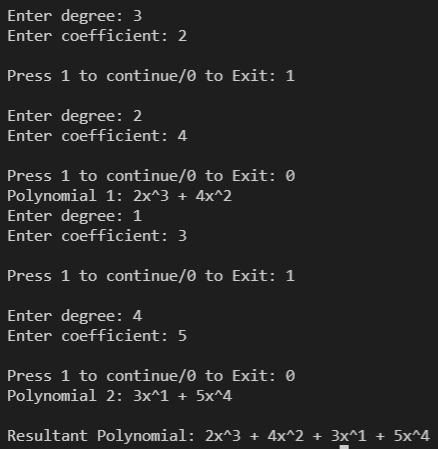 Enter degree: 3
Enter coefficient: 2
Press 1 to continue/0 to Exit: 1
Enter degree: 2
Enter coefficient: 4
Press 1 to continue/0 to Exit: 0
Polynomial 1: 2x^3 + 4x^2
Enter degree: 1
Enter coefficient: 3
Press 1 to continue/0 to Exit: 1
Enter degree: 4
Enter coefficient: 5
Press 1 to continue/0 to Exit: 0
Polynomial 2: 3x^1 + 5x^4
Resultant Polynomial: 2x^3 + 4x^2 + 3x^1 + 5x^4